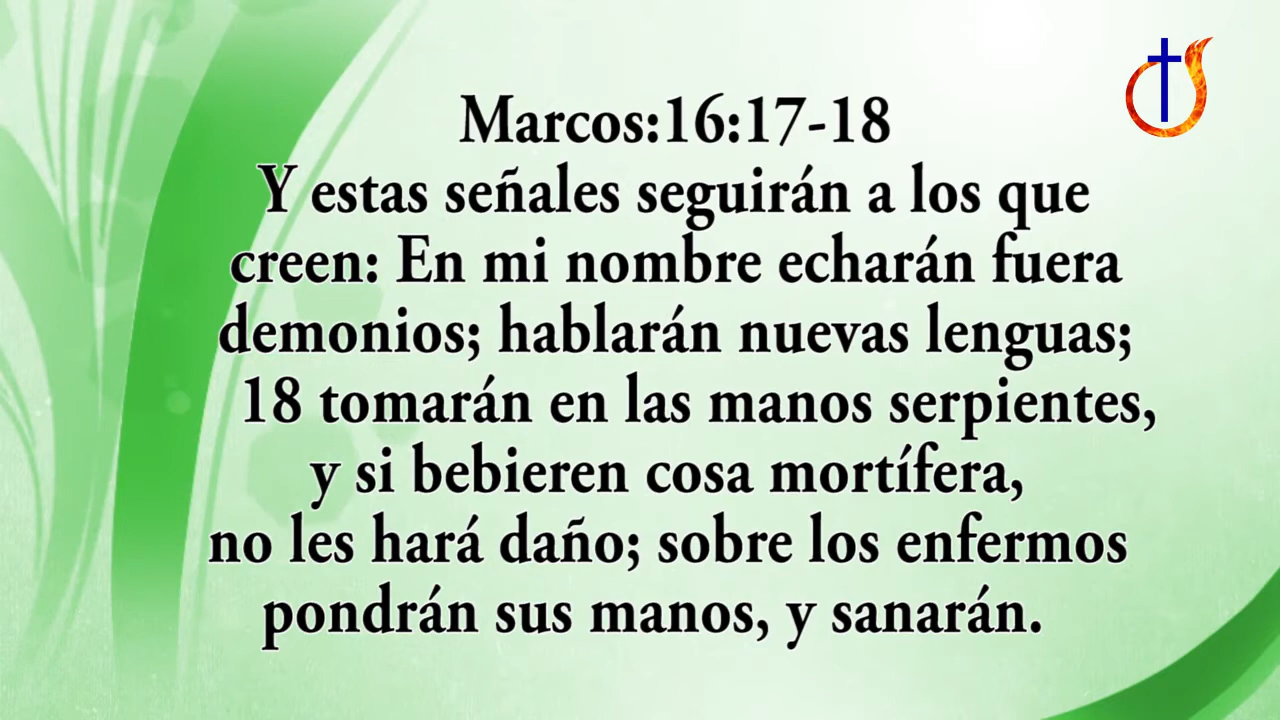 Marcos:16:17-18
Y estas señales seguirán a los que
creen: En mi nombre echarán fuera
demonios; hablarán nuevas lenguas;
18 tomarán en las manos serpientes,
y si bebieren cosa mortífera,
no les hará daño; sobre los enfermos
pondrán sus manos, y sanarán.